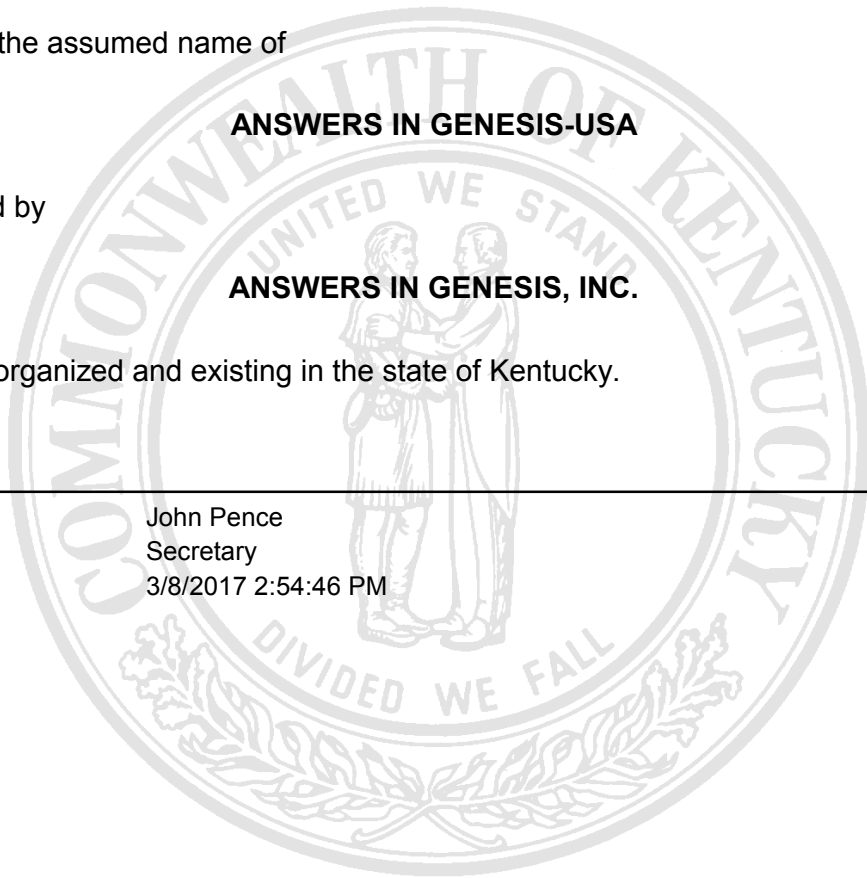 the assumed name of
ANSWERS IN GENESIS-USA
d by
ANSWERS IN GENESIS, INC.
organized and existing in the state of Kentucky.
John Pence
Secretary
3/8/2017 2:54:46 PM
COMMONWEALTH OF KENTUCKY
UNITED WE STAND
DIVIDED WE FALL